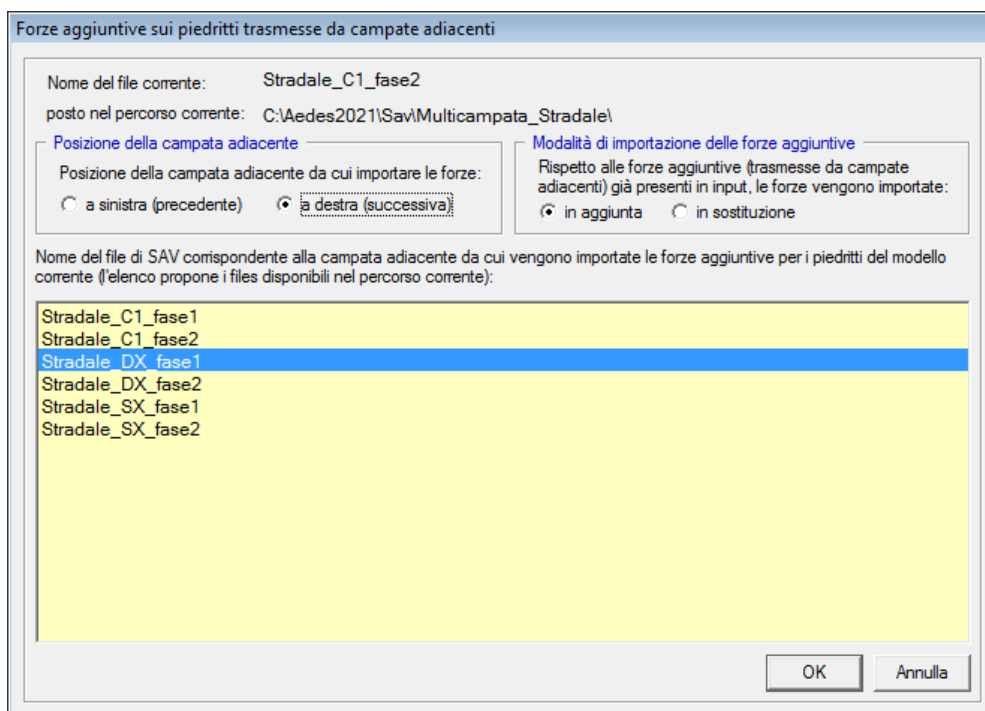 Forze aggiuntive sui piedritti trasmesse da campate adiacenti
Nome del file corrente: Stradale_C1_fase2
posto nel percorso corrente: C:\Aedes2021\Sav\Multicampata_Stradale\
Posizione della campata adiacente
Posizione della campata adiacente da cui importare le forze:
a sinistra (precedente) a destra (successiva)
Modalità di importazione delle forze aggiuntive
Rispetto alle forze aggiuntive (trasmesse da campate
adiacenti) già presenti in input, le forze vengono importate:
in aggiunta in sostituzione
Nome del file di SAV corrispondente alla campata adiacente da cui vengono importate le forze aggiuntive per i piedritti del modello
corrente (l'elenco propone i files disponibili nel percorso corrente):
Stradale_C1_fase1
Stradale_C1_fase2
Stradale_DX_fase1
Stradale_DX_fase2
Stradale_SX_fase1
Stradale_SX_fase2
OK Annulla